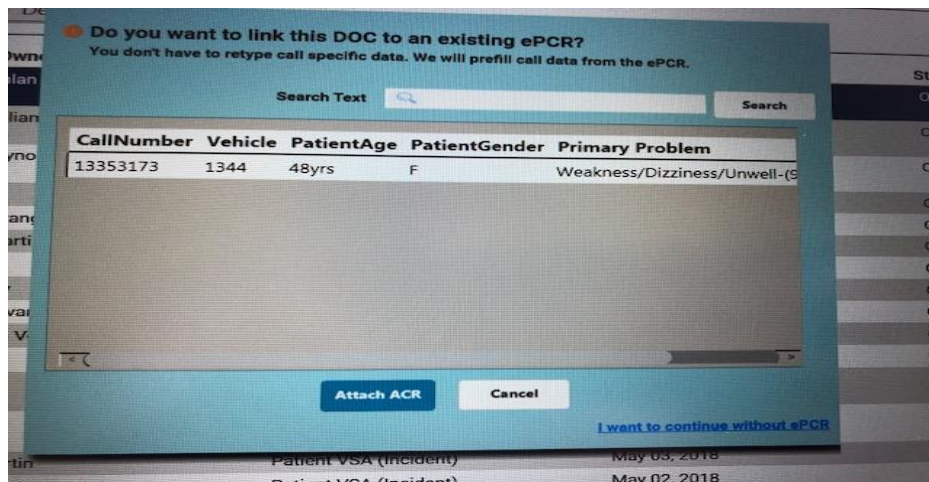 Do you want to link this DOC to an existing ePCR?
You don't have to retype call specific data. We will prefill call data from the ePCR.
Search Text
Search
CallNumber Vehicle PatientAge PatientGender Primary Problem
13353173 1344 48yrs F Weakness/Dizziness/Unwell-(9
Attach ACR Cancel
I want to continue without ePCR
Patient VSA (Incident) May 03, 2018
May 02, 2018